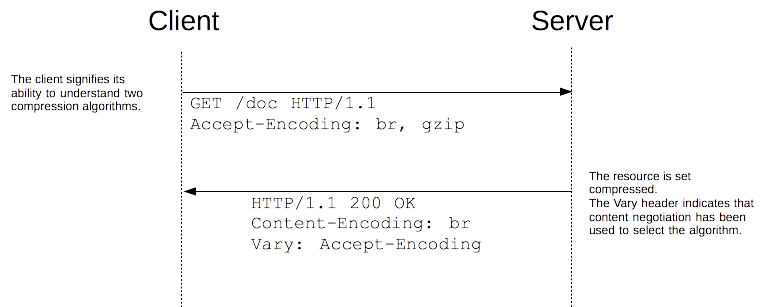 Client
Server
The client signifies its
ability to understand two
compression algorithms.
GET /doc HTTP/1.1
Accept-Encoding: br, gzip
The resource is set
compressed.
The Vary header indicates that
content negotiation has been
used to select the algorithm.
HTTP/1.1 200 OK
Content-Encoding: br
Vary: Accept-Encoding